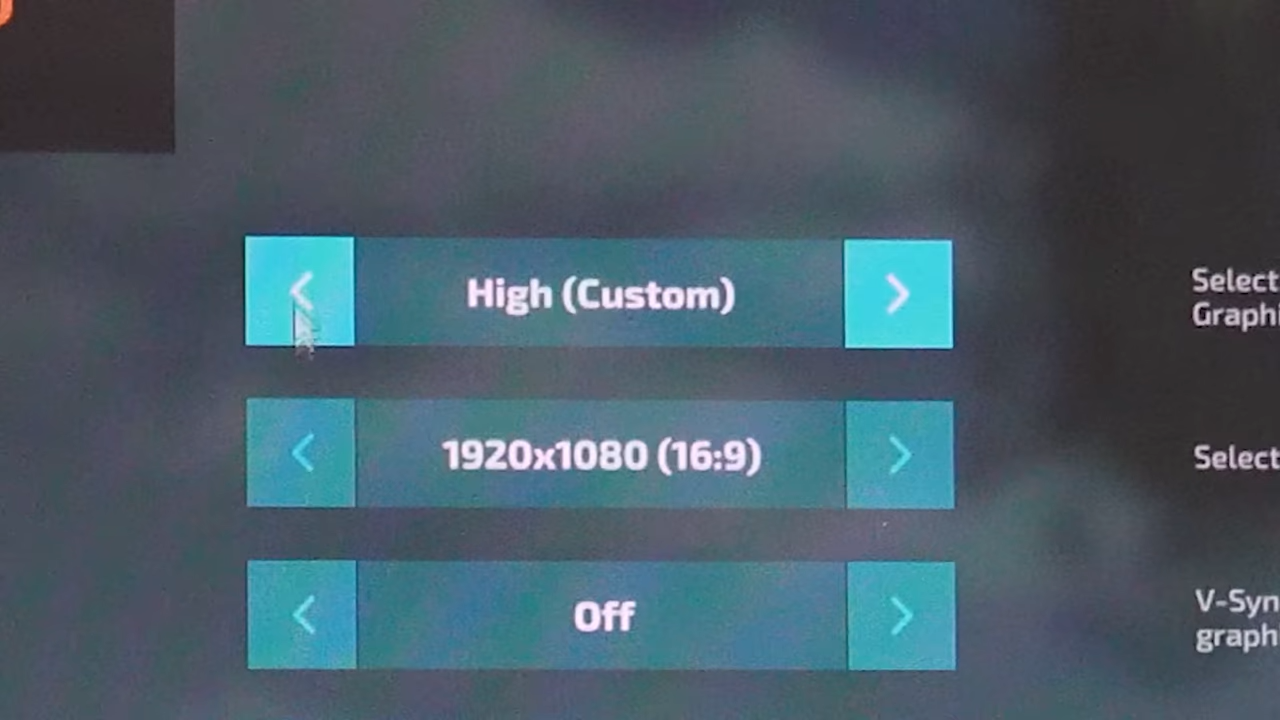 High (Custom)
Select
Graphi
1920x1080 (16:9)
Select
Off
V-Syn
graph